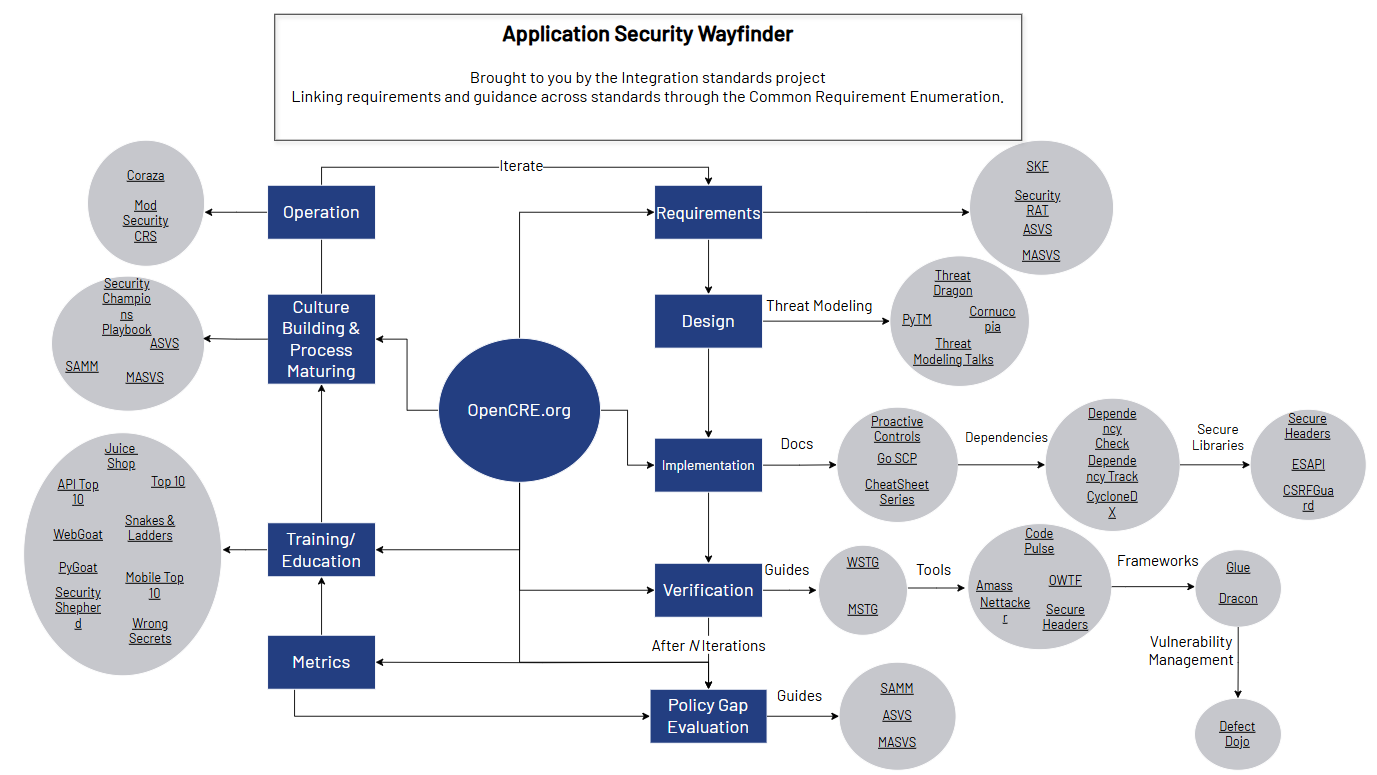 Application Security Wayfinder
Brought to you by the Integration standards project
Linking requirements and guidance across standards through the Common Requirement Enumeration.
Iterate
Coraza
Mod
Security
CRS
Operation
Requirements
SKF
Security
RAT
ASVS
MASVS
Security
Champio
ns
Playbook
ASVS
SAMM
MASVS
Culture
Building &
Process
Maturing
Design
Threat Modeling
Threat
Dragon
PyTM
Cornuco
pia
Threat
Modeling Talks
OpenCRE.org
Implementation
Docs
Proactive
Controls
Go SCP
CheatSheet
Series
Dependencies
Depende
ncy
Check
Depende
ncy Track
CycloneD
X
Secure
Libraries
Secure
Headers
ESAPI
CSRFGua
rd
Juice
Shop
API Top
10
Top 10
WebGoat
Snakes &
Ladders
PyGoat
Mobile Top
10
Security
Shepher
d
Wrong
Secrets
Training/
Education
Verification
Guides
WSTG
MSTG
Tools
Code
Pulse
OWTF
Amass
Nettacke
r
Secure
Headers
Frameworks
Glue
Dracon
Vulnerability
Management
Defect
Dojo
Metrics
After N Iterations
Policy Gap
Evaluation
Guides
SAMM
ASVS
MASVS